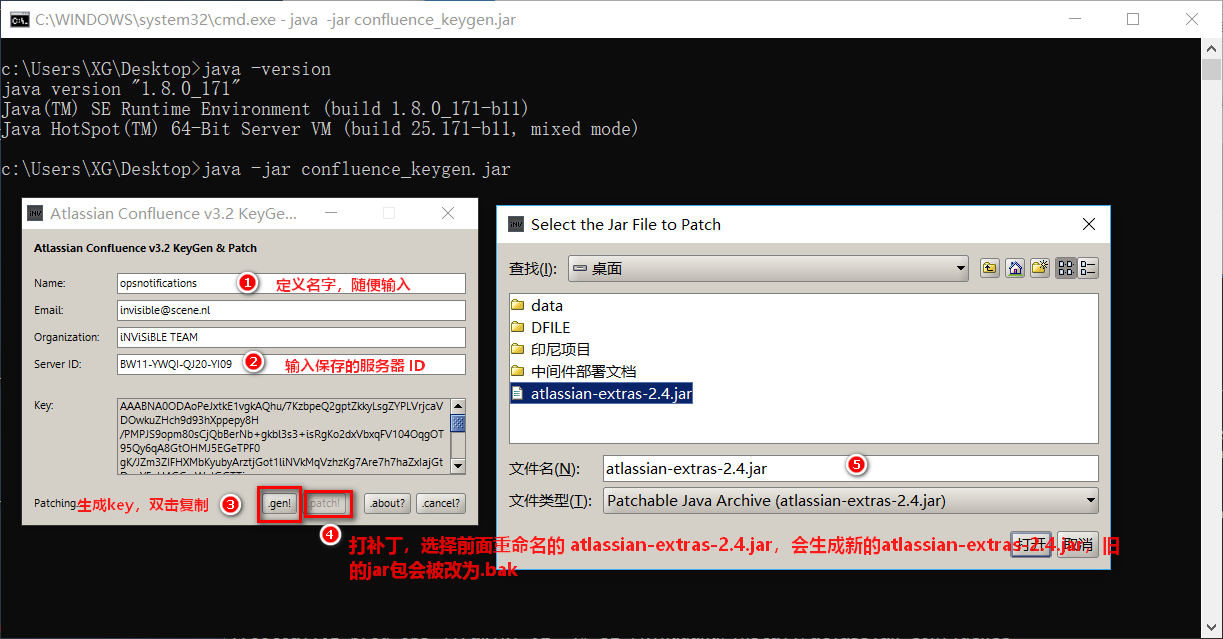 C:\WINDOWS\system32\cmd.exe - java -jar confluence_keygen.jar
c:\Users\XG\Desktop>java -version
java version "1.8.0_171"
Java(TM) SE Runtime Environment (build 1.8.0_171-b11)
Java HotSpot(TM) 64-Bit Server VM (build 25.171-b11, mixed mode)
c:\Users\XG\Desktop>java -jar confluence_keygen.jar
Atlassian Confluence v3.2 KeyGe...
Atlassian Confluence v3.2 KeyGen & Patch
Name: opsnotifications 1 定义名字，随便输入
Email: invisible@scene.nl
Organization: iNViSiBLE TEAM
Server ID: BW11-YWQI-QJ20-YI09 2 输入保存的服务器 ID
Key: AAABNA0ODAoPeJxtkE1vgkAQhu/7KzbpeQ2gptZkkyLsgZYPLVrjcaV
DOwkuZHch9d93hXppepy8H
/PMPJS9opm80sCjQbBerNb+gkbl3s3+isRgKo2dxVbxqFV104OqgOT
95Qy6qA8GtOHMJ5EGeTPF0
gK/JZm3ZIFHXMbKyubyArztjGot1liNVkMqVzhzKg7Are7h7haZxIajGt
Patching 生成key，双击复制 3 .gen! .patch! .about? .cancel?
Select the Jar File to Patch
查找(I): 桌面
data
DFILE
印尼项目
中间件部署文档
atlassian-extras-2.4.jar
文件名(N): atlassian-extras-2.4.jar 5
文件类型(T): Patchable Java Archive (atlassian-extras-2.4.jar)
打开 取消
4 打补丁，选择前面重命名的 atlassian-extras-2.4.jar，会生成新的atlassian-extras-2.4.jar，旧
的jar包会被改为.bak